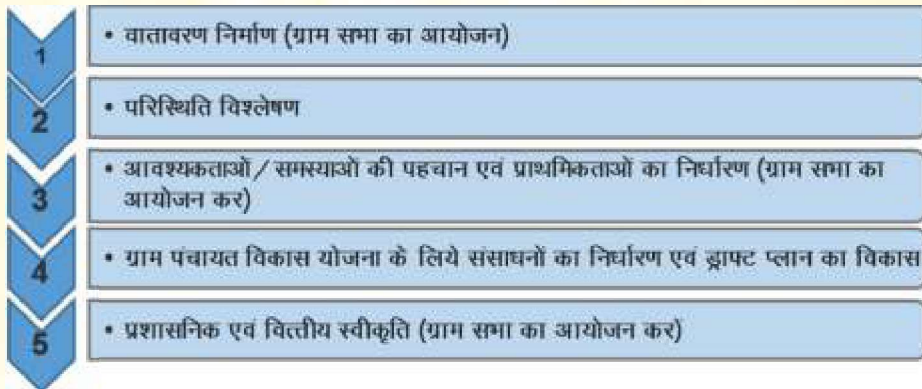 1
• वातावरण निर्माण (ग्राम सभा का आयोजन)
2
• परिस्थिति विश्लेषण
3
• आवश्यकताओं / समस्याओं की पहचान एवं प्राथमिकताओं का निर्धारण (ग्राम सभा का
आयोजन कर)
4
• ग्राम पंचायत विकास योजना के लिये संसाधनों का निर्धारण एवं ड्राफ्ट प्लान का विकास
5
• प्रशासनिक एवं वित्तीय स्वीकृति (ग्राम सभा का आयोजन कर)